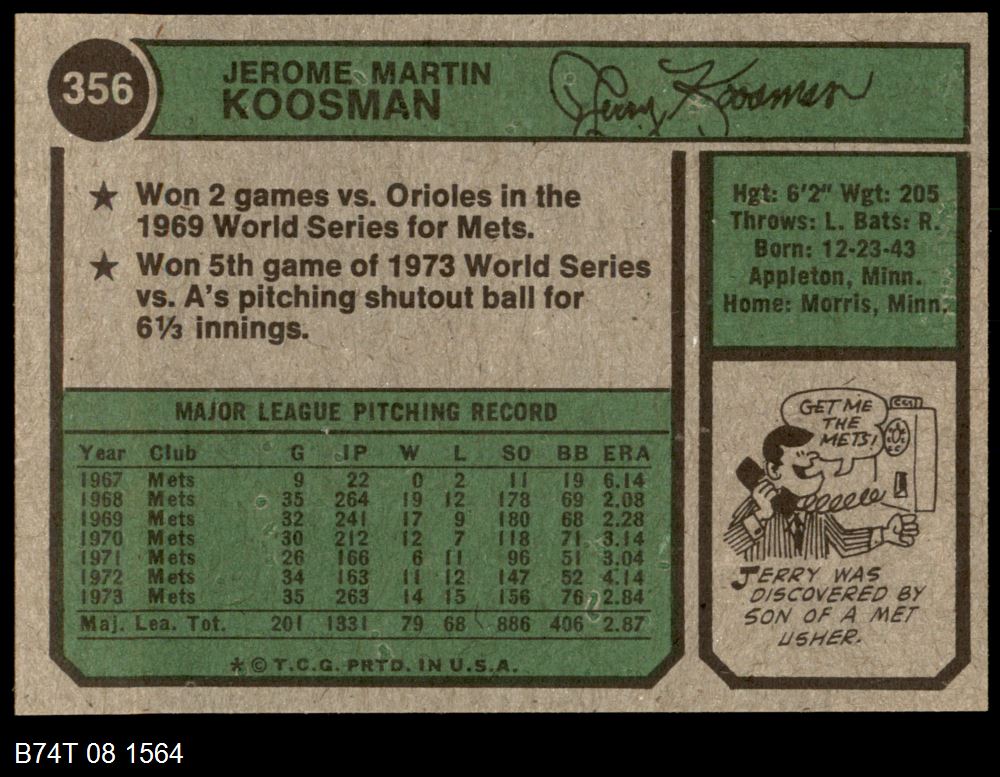 356
JEROME MARTIN
KOOSMAN
Jerry Koosman
★ Won 2 games vs. Orioles in the
1969 World Series for Mets.
★ Won 5th game of 1973 World Series
vs. A's pitching shutout ball for
6⅓ innings.
Hgt: 6'2" Wgt: 205
Throws: L. Bats: R.
Born: 12-23-43
Appleton, Minn.
Home: Morris, Minn.
MAJOR LEAGUE PITCHING RECORD
Year Club G IP W L SO BB ERA
1967 Mets 9 22 0 2 11 19 6.14
1968 Mets 35 264 19 12 178 69 2.08
1969 Mets 32 241 17 9 180 68 2.28
1970 Mets 30 212 12 7 118 71 3.14
1971 Mets 26 166 6 11 96 51 3.04
1972 Mets 34 163 11 12 147 52 4.14
1973 Mets 35 263 14 15 156 76 2.84
Maj. Lea. Tot. 201 1331 79 68 886 406 2.87
★ © T.C.G. PRTD. IN U.S.A.
GET ME
THE
METS!
JERRY WAS
DISCOVERED BY
SON OF A MET
USHER.
B74T 08 1564